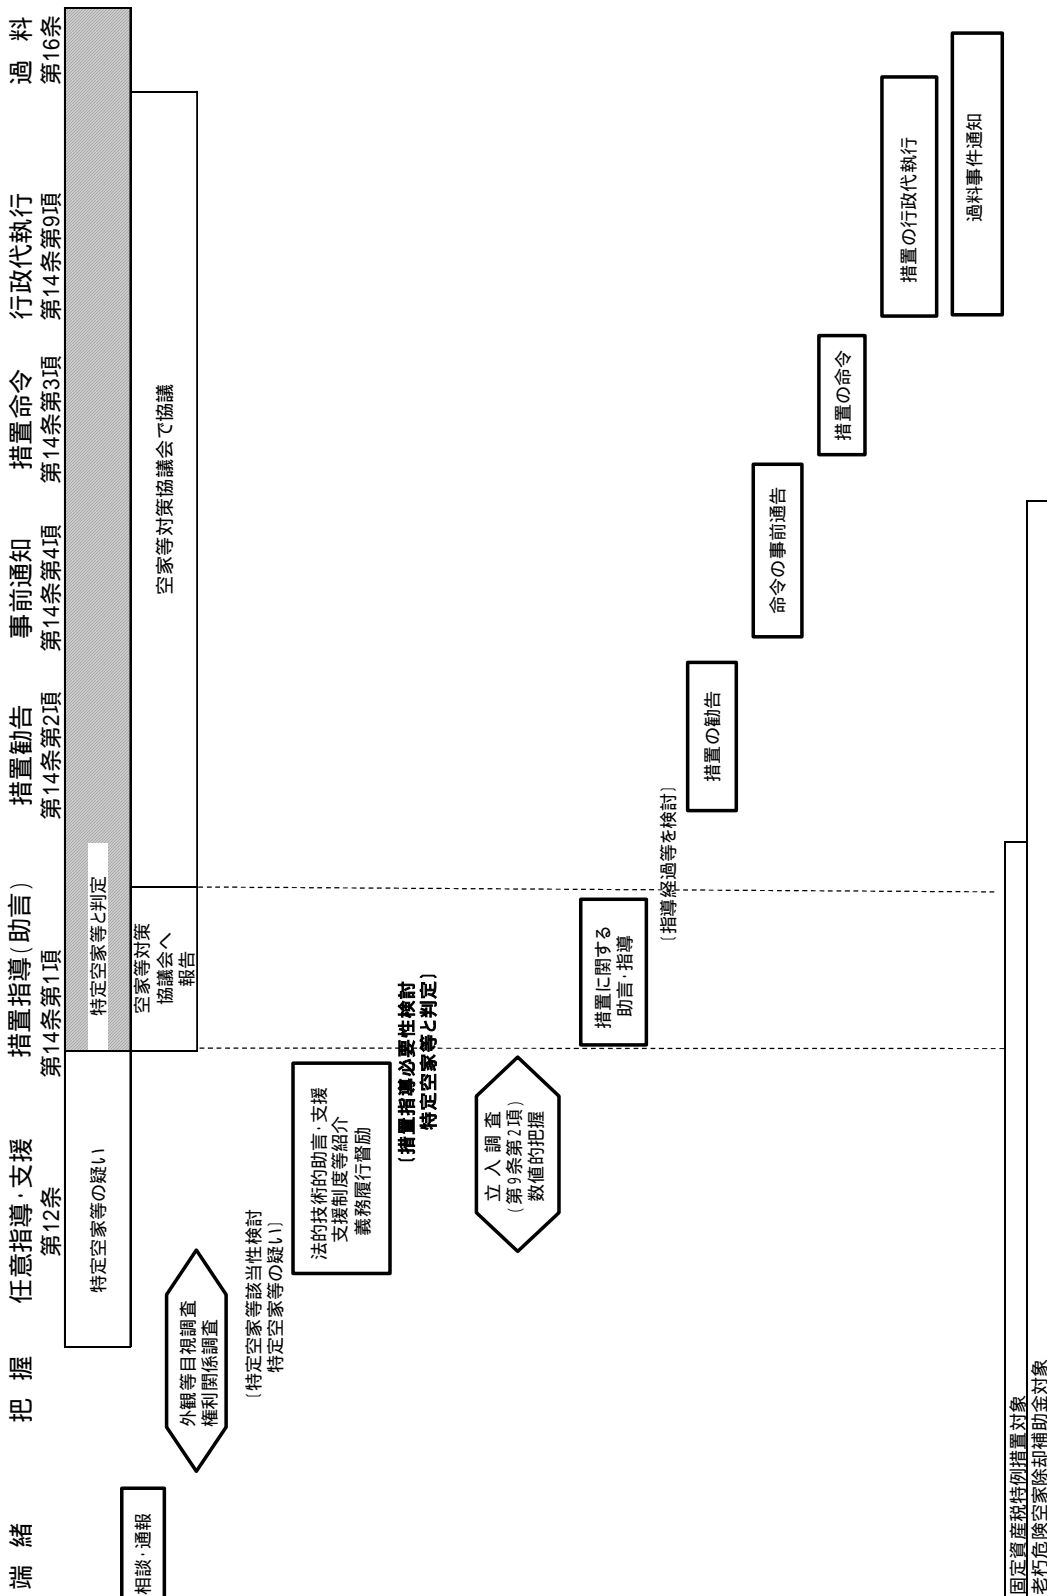 端 緒
把 握
任意指導・支援
第12条
措置指導(助言)
第14条第1項
措置勧告
第14条第2項
事前通知
第14条第4項
措置命令
第14条第3項
行政代執行
第14条第9項
過 料
第16条
特定空家等の疑い
特定空家等と判定
空家等対策
協議会へ
報告
空家等対策協議会で協議
相談・通報
外観等目視調査
権利関係調査
〔特定空家等該当性検討
特定空家等の疑い〕
法的技術的助言・支援
支援制度等紹介
義務履行督励
〔措置指導必要性検討
特定空家等と判定〕
立 入 調 査
(第9条第2項)
数値的把握
措置に関する
助言・指導
〔指導経過等を検討〕
措置の勧告
命令の事前通告
措置の命令
措置の行政代執行
過料事件通知
固定資産税特例措置対象
老朽危険空家除却補助金対象